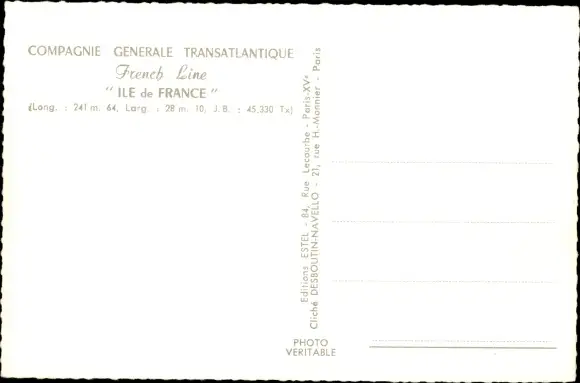 COMPAGNIE GENERALE TRANSATLANTIQUE
French Line
" ILE de FRANCE "
(Long. : 241 m. 64, Larg. : 28 m. 10, J. B. : 45,330 Tx)
Editions ESTEL - 84, Rue Lecourbe - Paris-XVe
Cliché DESBOUTIN-NAVELLO - 21, rue H.-Monnier - Paris
PHOTO
VERITABLE